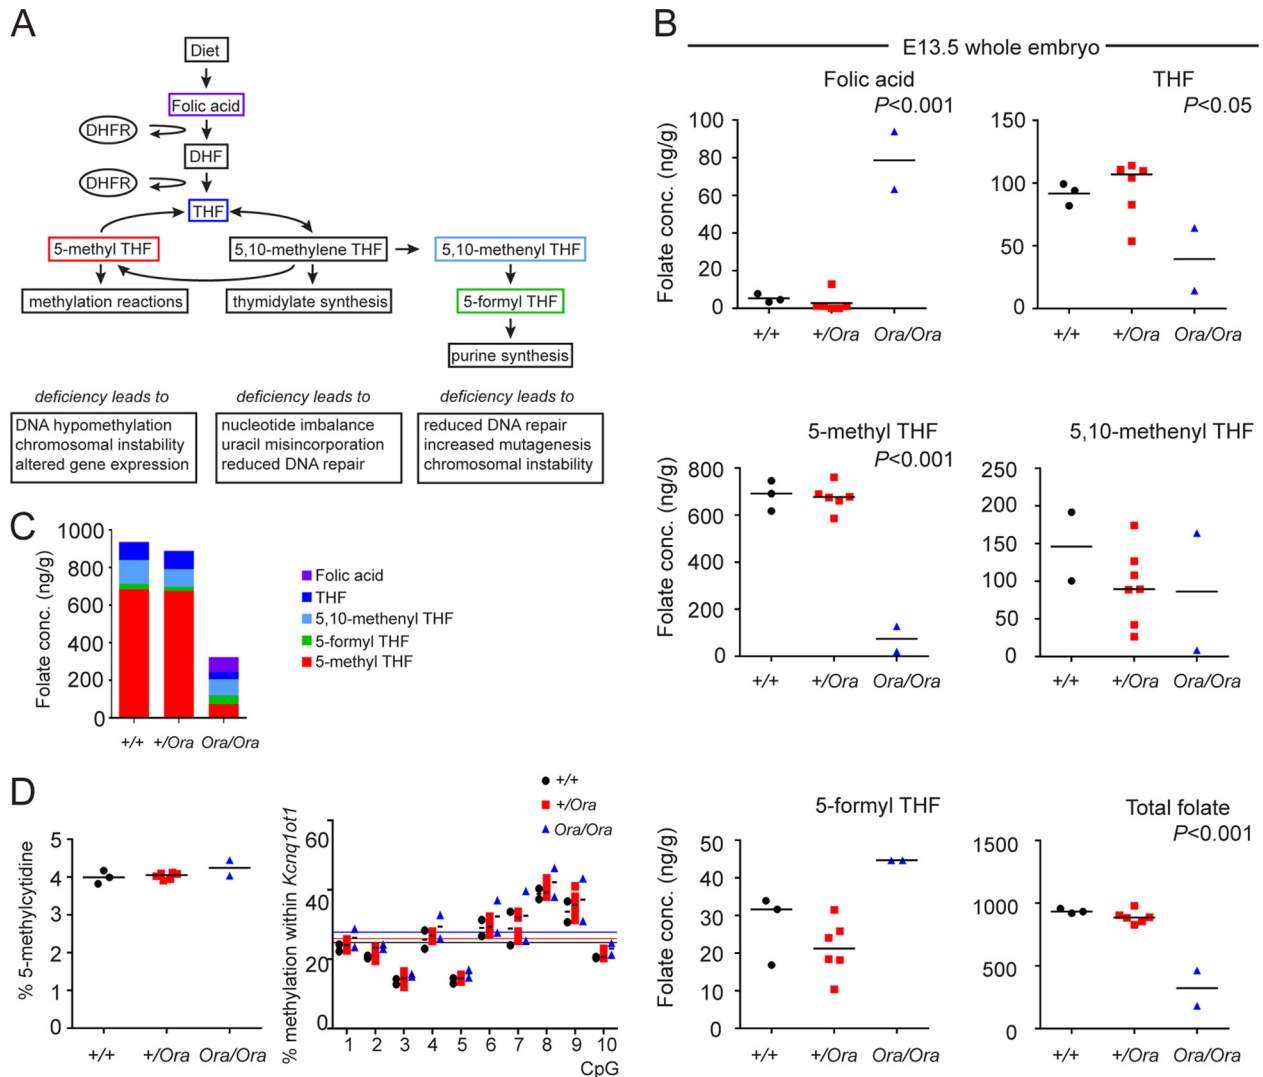 A
Diet
Folic acid
DHFR
DHF
DHFR
THF
5-methyl THF
5,10-methylene THF
5,10-methenyl THF
methylation reactions
thymidylate synthesis
5-formyl THF
purine synthesis
deficiency leads to
DNA hypomethylation
chromosomal instability
altered gene expression
deficiency leads to
nucleotide imbalance
uracil misincorporation
reduced DNA repair
deficiency leads to
reduced DNA repair
increased mutagenesis
chromosomal instability
B
E13.5 whole embryo
Folic acid
P<0.001
Folate conc. (ng/g)
100
80
60
40
20
0
+/+
+/Ora
Ora/Ora
THF
P<0.05
150
100
50
0
+/+
+/Ora
Ora/Ora
5-methyl THF
P<0.001
Folate conc. (ng/g)
800
600
400
200
0
+/+
+/Ora
Ora/Ora
5,10-methenyl THF
250
200
150
100
50
0
+/+
+/Ora
Ora/Ora
5-formyl THF
Folate conc. (ng/g)
50
40
30
20
10
0
+/+
+/Ora
Ora/Ora
Total folate
P<0.001
1500
1000
500
0
+/+
+/Ora
Ora/Ora
C
Folate conc. (ng/g)
1000
800
600
400
200
0
+/+
+/Ora
Ora/Ora
Folic acid
THF
5,10-methenyl THF
5-formyl THF
5-methyl THF
D
% 5-methylcytidine
5
4
3
2
1
0
+/+
+/Ora
Ora/Ora
% methylation within Kcnq1ot1
60
40
20
0
1 2 3 4 5 6 7 8 9 10
CpG
+/+
+/Ora
Ora/Ora